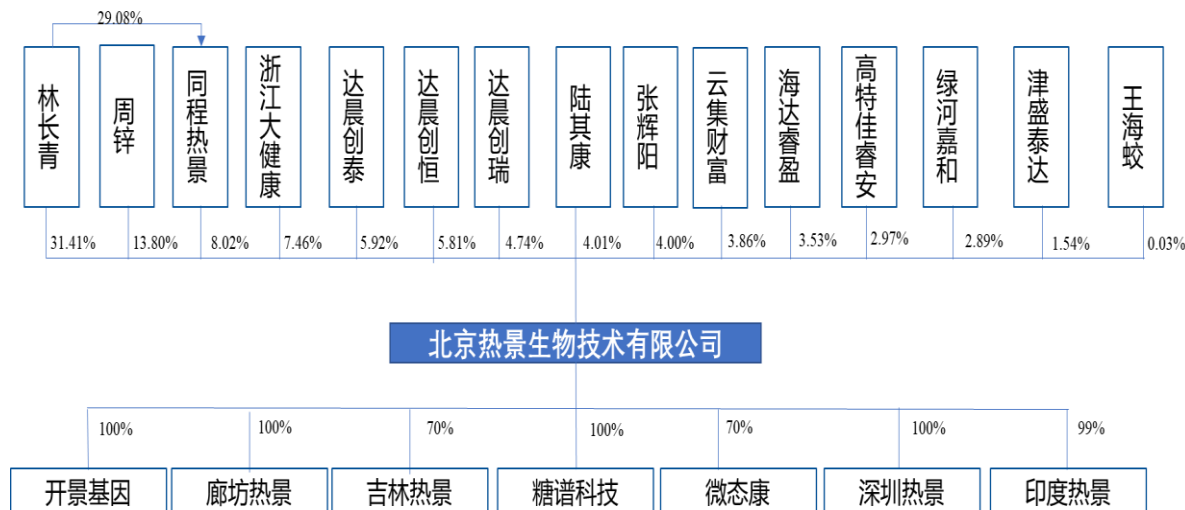 29.08%
林长青
周锌
同程热景
浙江大健康
达晨创泰
达晨创恒
达晨创瑞
陆其康
张辉阳
云集财富
海达睿盈
高特佳睿安
绿河嘉和
津盛泰达
王海蛟
31.41%
13.80%
8.02%
7.46%
5.92%
5.81%
4.74%
4.01%
4.00%
3.86%
3.53%
2.97%
2.89%
1.54%
0.03%
北京热景生物技术有限公司
100%
100%
70%
100%
70%
100%
99%
开景基因
廊坊热景
吉林热景
糖谱科技
微态康
深圳热景
印度热景